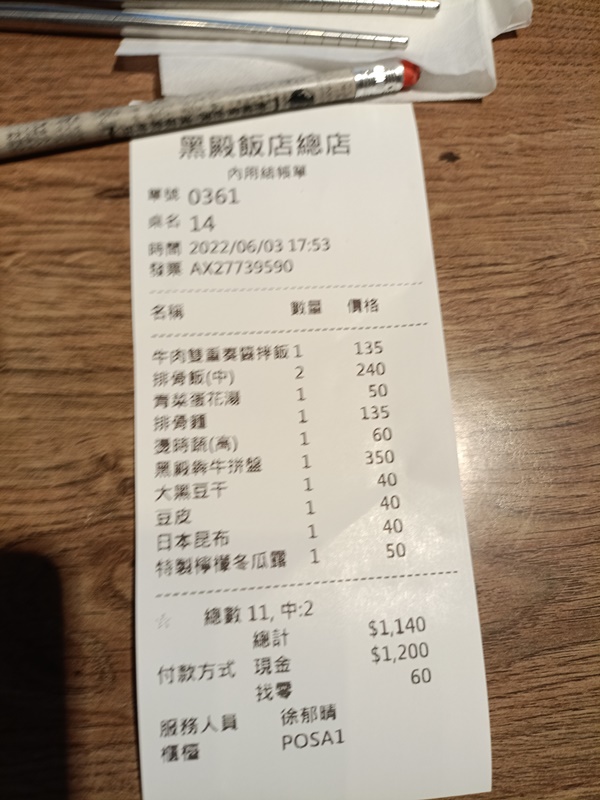 黑殿飯店總店
內用結帳單
單號 0361
桌名 14
時間 2022/06/03 17:53
發票 AX27739590
名稱 數量 價格
牛肉雙重奏醬拌飯 1 135
排骨飯(中) 2 240
青菜蛋花湯 1 50
排骨麵 1 135
燙時蔬(高) 1 60
黑殿犇牛拼盤 1 350
大黑豆干 1 40
豆皮 1 40
日本昆布 1 40
特製檸檬冬瓜露 1 50
總數 11, 中:2
總計 $1,140
付款方式 現金 $1,200
找零 60
服務人員 徐郁晴
櫃檯 POSA1